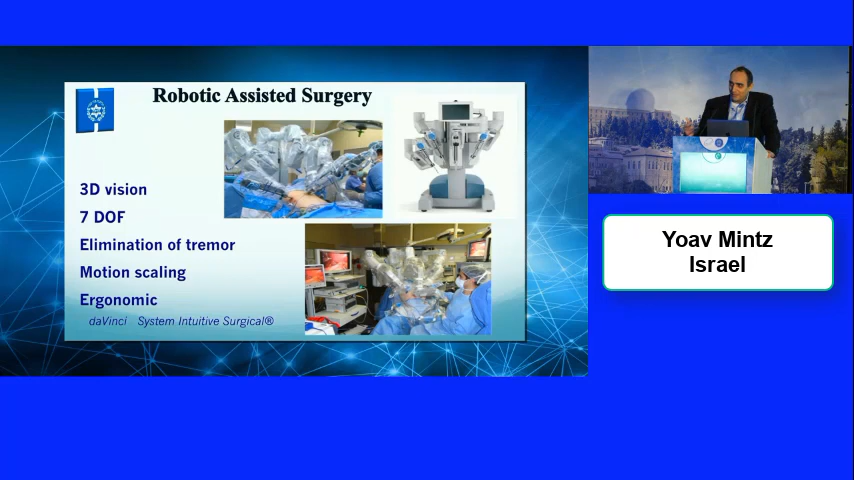 Robotic Assisted Surgery
3D vision
7 DOF
Elimination of tremor
Motion scaling
Ergonomic
daVinci System Intuitive Surgical®
Yoav Mintz
Israel